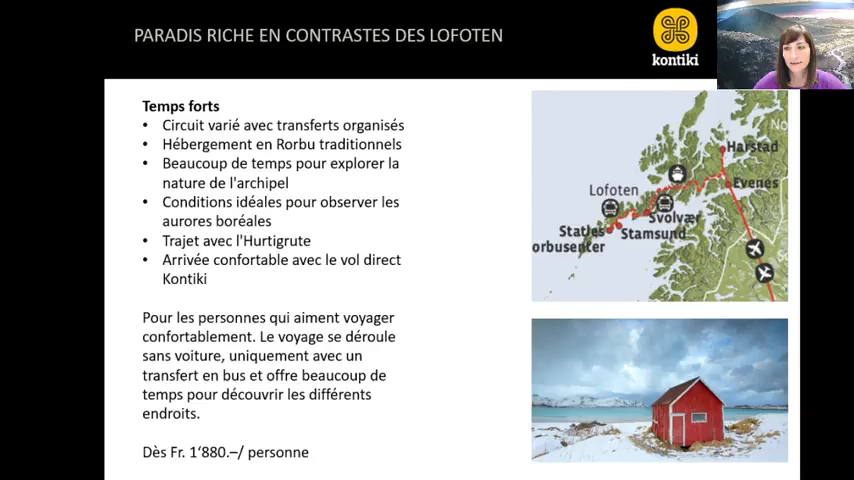 PARADIS RICHE EN CONTRASTES DES LOFOTEN
kontiki
Temps forts
• Circuit varié avec transferts organisés
• Hébergement en Rorbu traditionnels
• Beaucoup de temps pour explorer la
nature de l'archipel
• Conditions idéales pour observer les
aurores boréales
• Trajet avec l'Hurtigrute
• Arrivée confortable avec le vol direct
Kontiki
Pour les personnes qui aiment voyager
confortablement. Le voyage se déroule
sans voiture, uniquement avec un
transfert en bus et offre beaucoup de
temps pour découvrir les différents
endroits.
Dès Fr. 1‘880.–/ personne
No
Harstad
Evenes
Lofoten
Svolvær
Statles
orbusenter
Stamsund